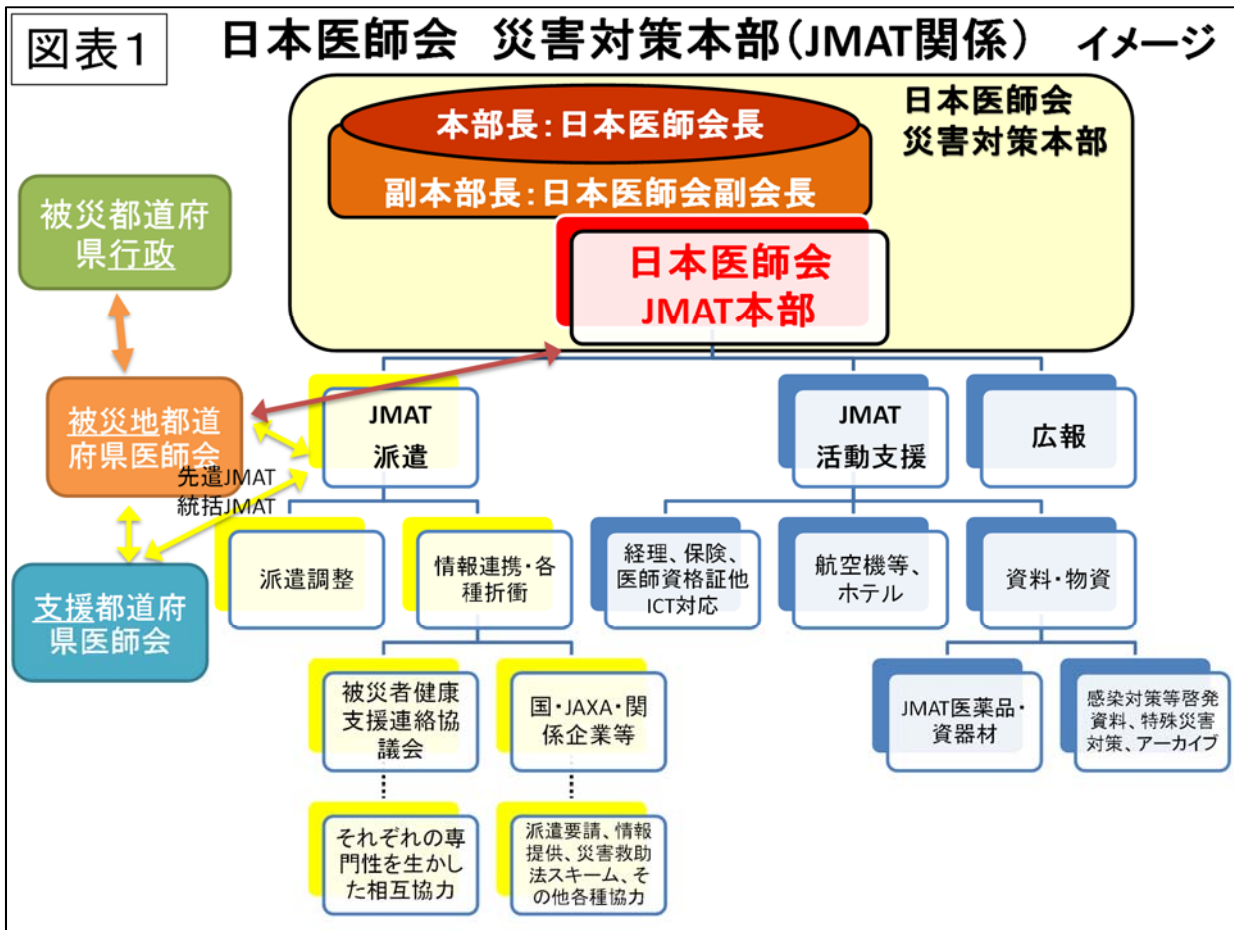 図表1
日本医師会 災害対策本部(JMAT関係) イメージ
日本医師会
災害対策本部
本部長:日本医師会長
副本部長:日本医師会副会長
日本医師会
JMAT本部
被災都道府
県行政
被災地都道
府県医師会
先遣JMAT
統括JMAT
支援都道府
県医師会
JMAT
派遣
JMAT
活動支援
広報
派遣調整
情報連携・各
種折衝
経理、保険、
医師資格証他
ICT対応
航空機等、
ホテル
資料・物資
被災者健康
支援連絡協
議会
国・JAXA・関
係企業等
JMAT医薬品・
資器材
感染対策等啓発
資料、特殊災害
対策、アーカイブ
それぞれの専
門性を生かし
た相互協力
派遣要請、情報
提供、災害救助
法スキーム、そ
の他各種協力